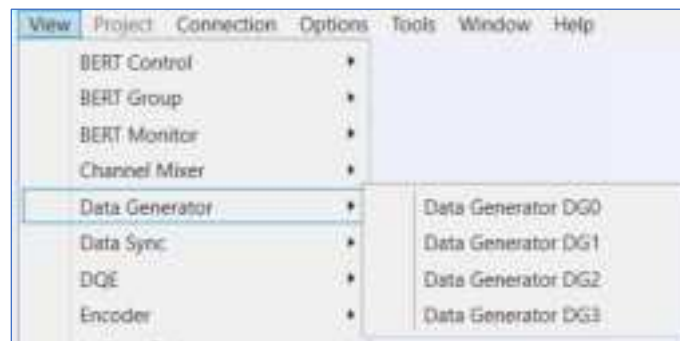 View Project Connection Options Tools Window Help
BERT Control
BERT Group
BERT Monitor
Channel Mixer
Data Generator
Data Generator DG0
Data Sync
Data Generator DG1
DQE
Data Generator DG2
Encoder
Data Generator DG3